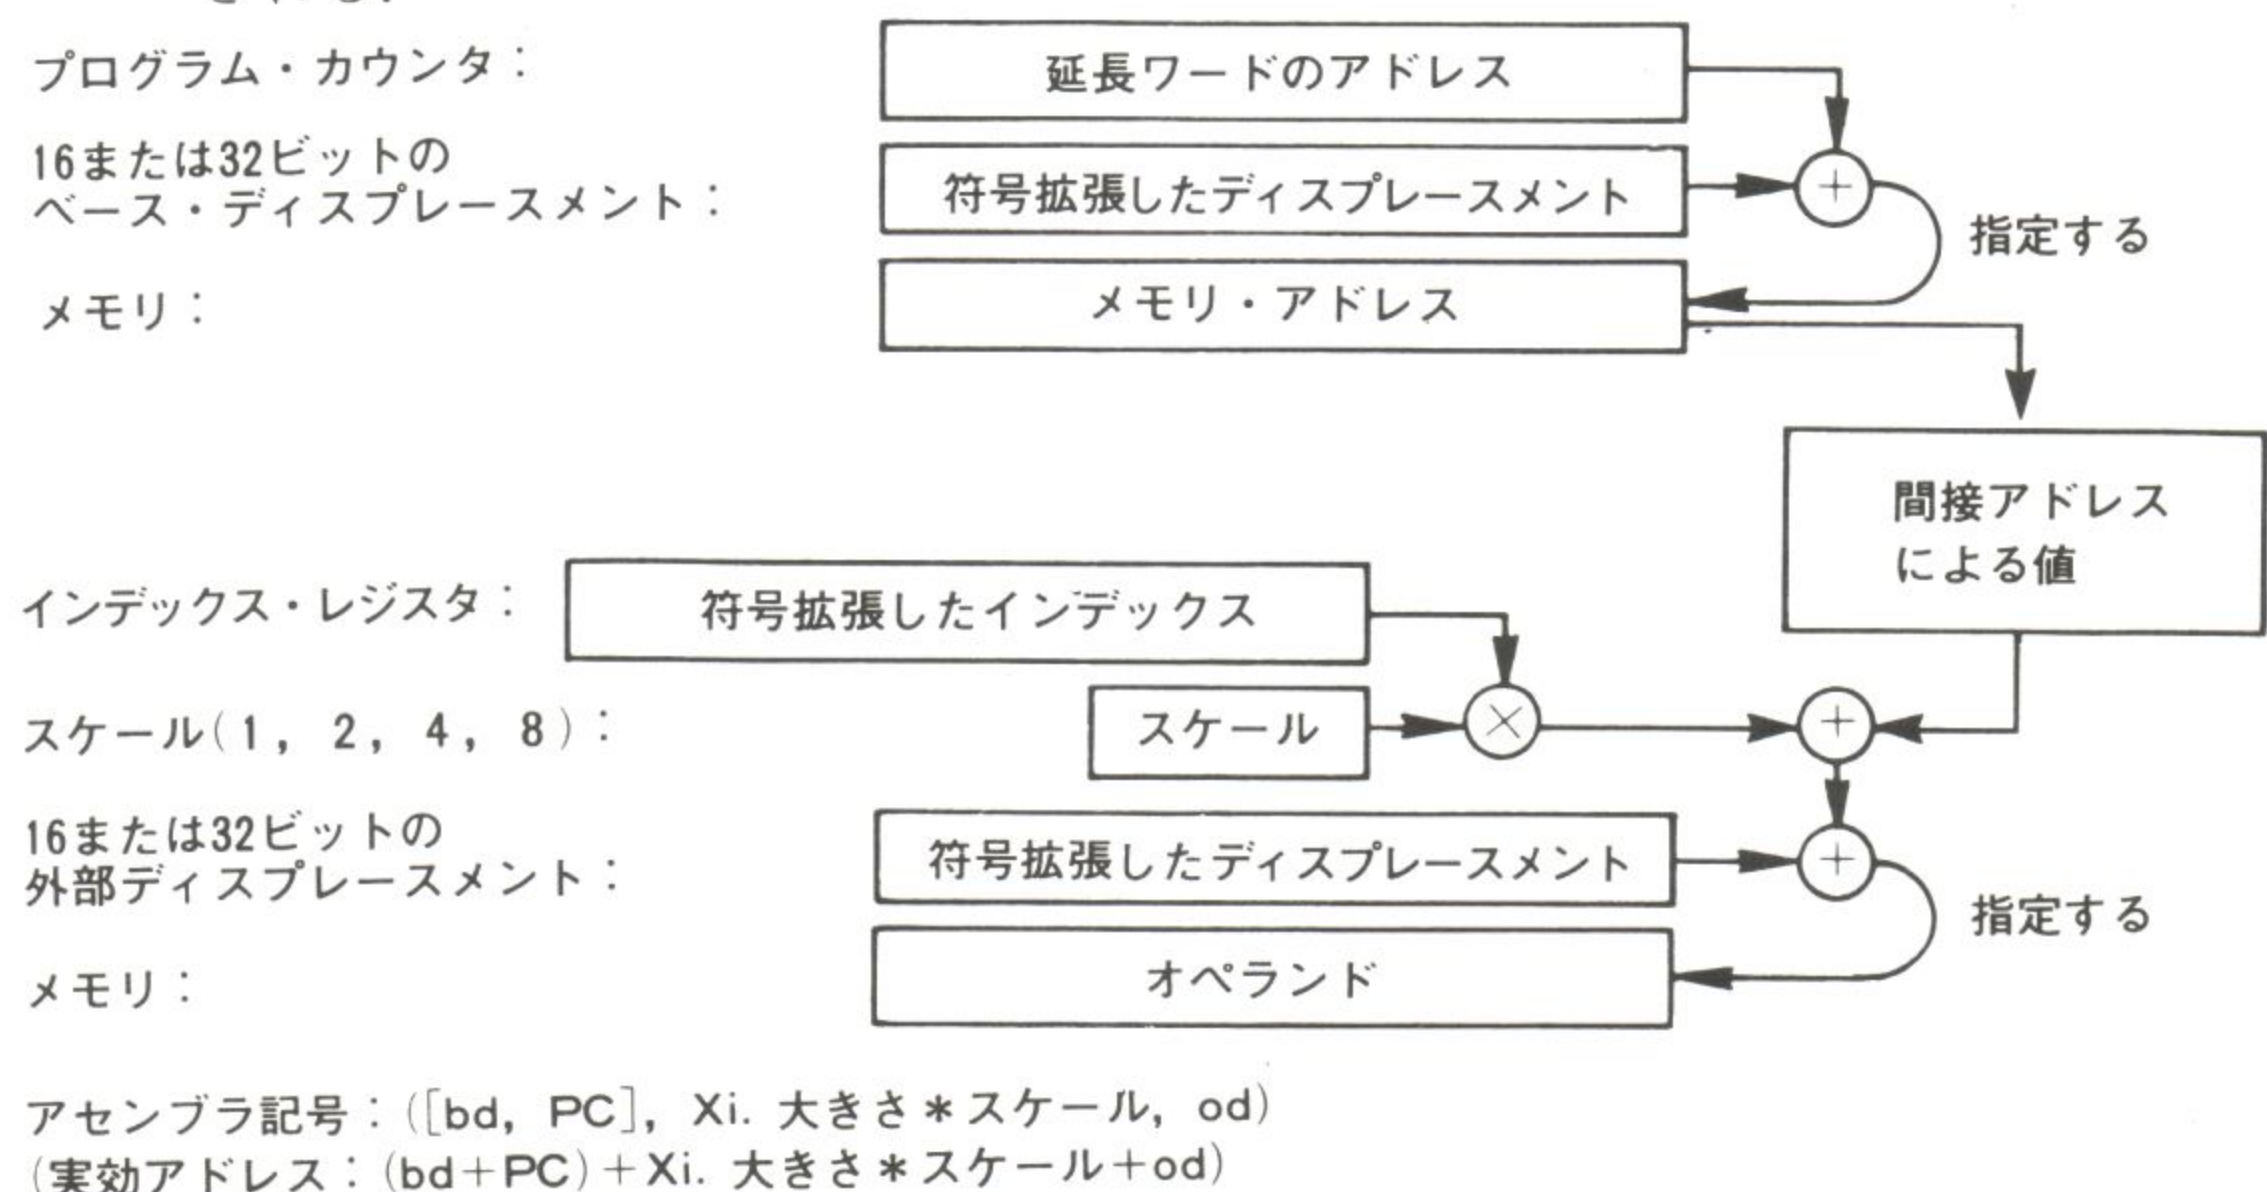 プログラム・カウンタ：
延長ワードのアドレス
16または32ビットの
ベース・ディスプレースメント：
符号拡張したディスプレースメント
＋
指定する
メモリ：
メモリ・アドレス
間接アドレス
による値
インデックス・レジスタ：
符号拡張したインデックス
スケール(1, 2, 4, 8)：
スケール
×
＋
16または32ビットの
外部ディスプレースメント：
符号拡張したディスプレースメント
＋
指定する
メモリ：
オペランド
アセンブラ記号：([bd, PC], Xi. 大きさ＊スケール, od)
(実効アドレス：(bd＋PC)＋Xi. 大きさ＊スケール＋od)